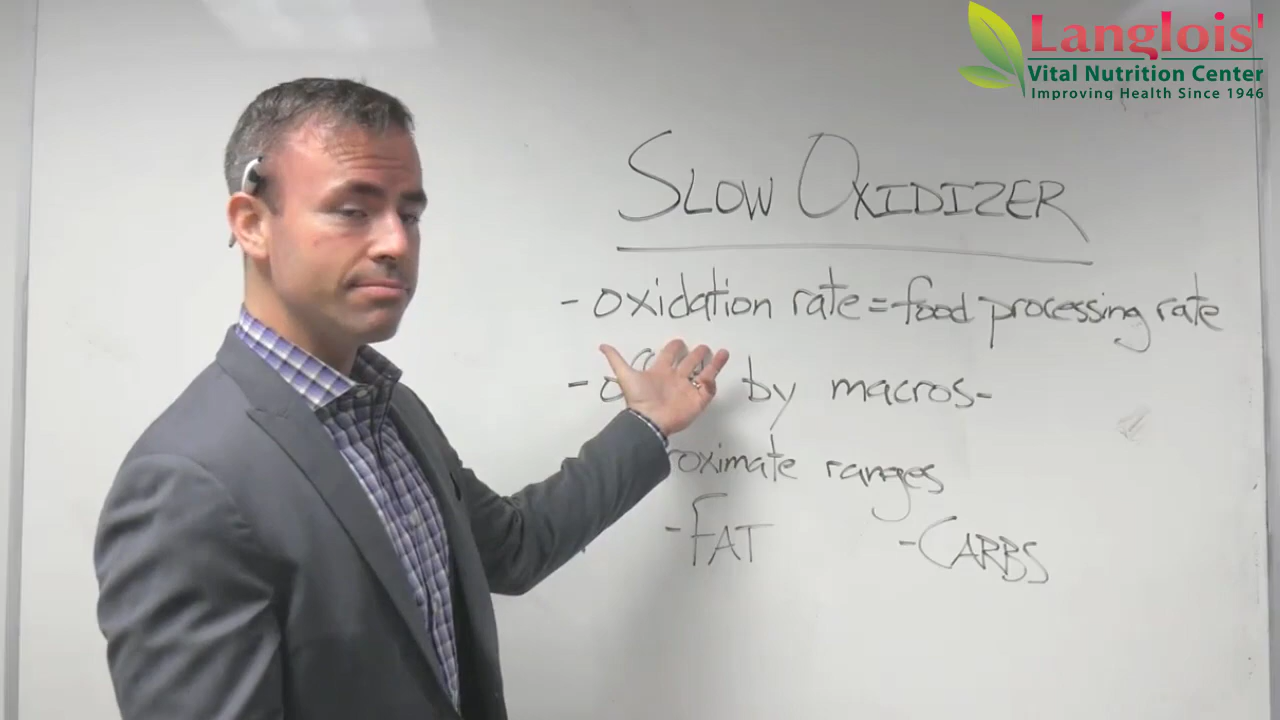 Langlois'
Vital Nutrition Center
Improving Health Since 1946
SLOW OXIDIZER
- oxidation rate = food processing rate
- by macros-
ranges
- FAT - CARBS